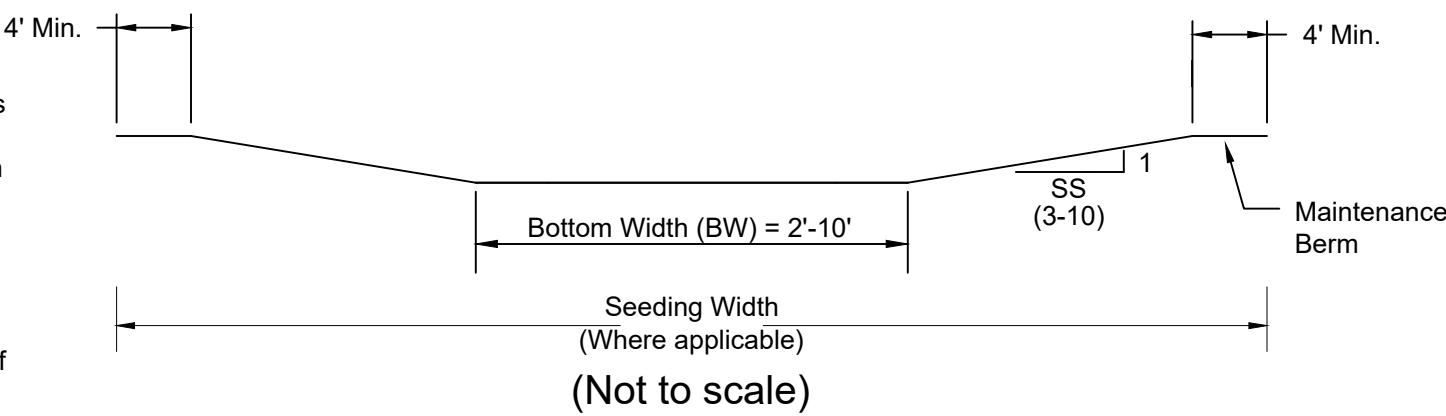 4' Min.
4' Min.
s
1
n
SS
(3-10)
Bottom Width (BW) = 2'-10'
Maintenance
Berm
Seeding Width
(Where applicable)
f
(Not to scale)